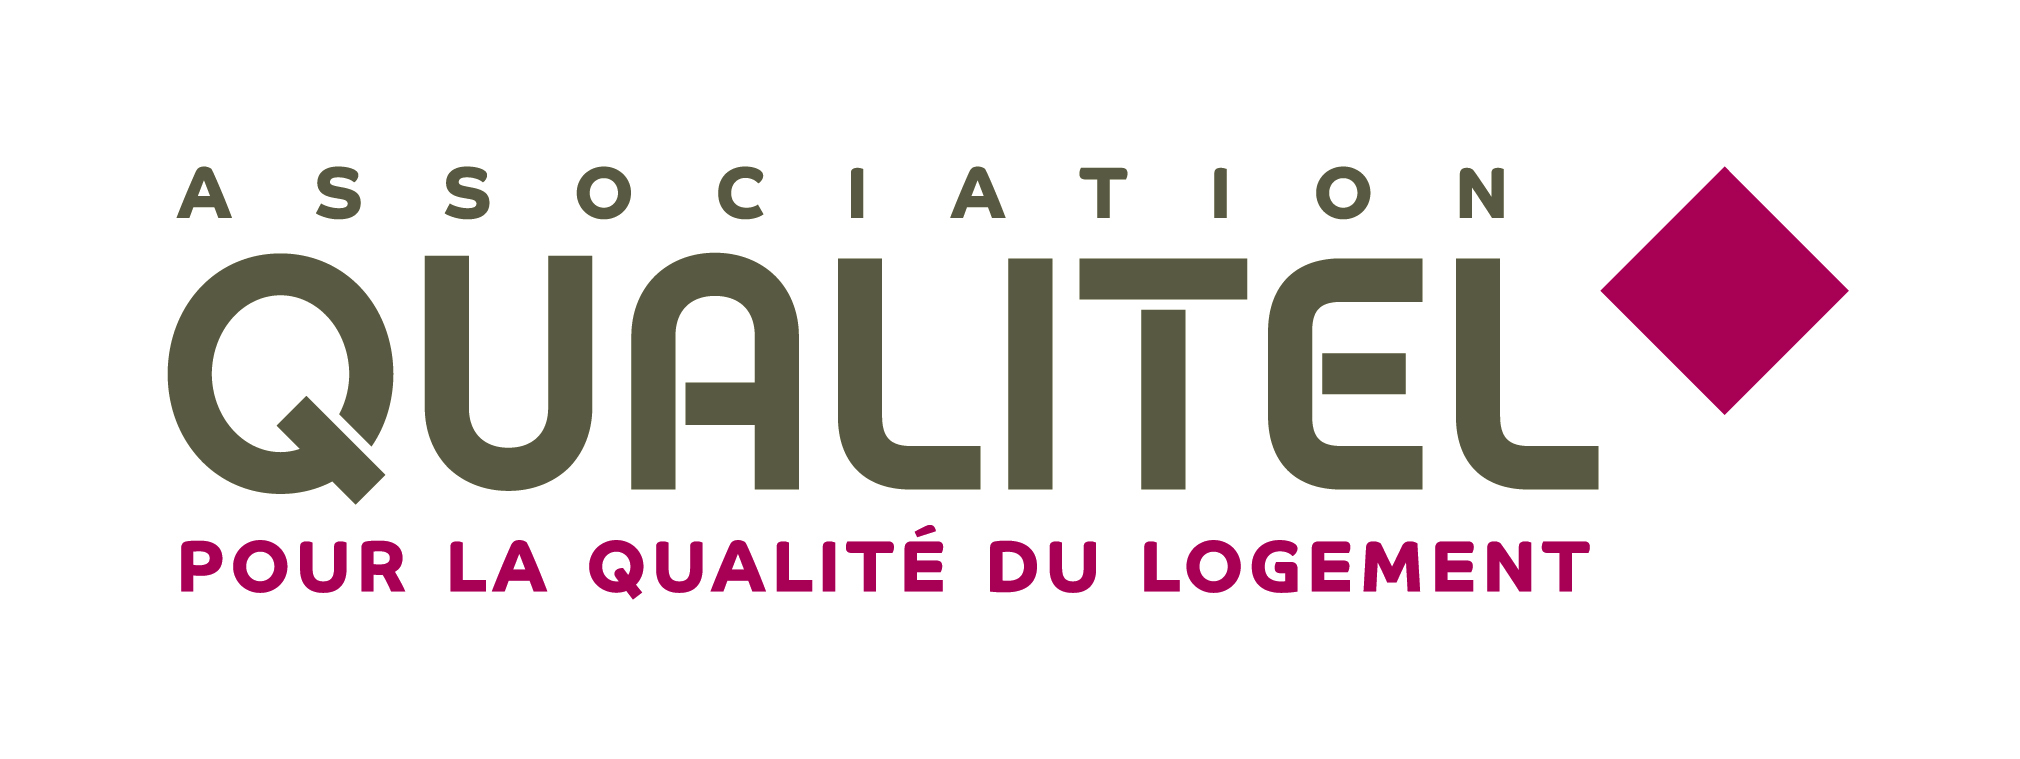 ASSOCIATION
QUALITEL
POUR LA QUALITÉ DU LOGEMENT